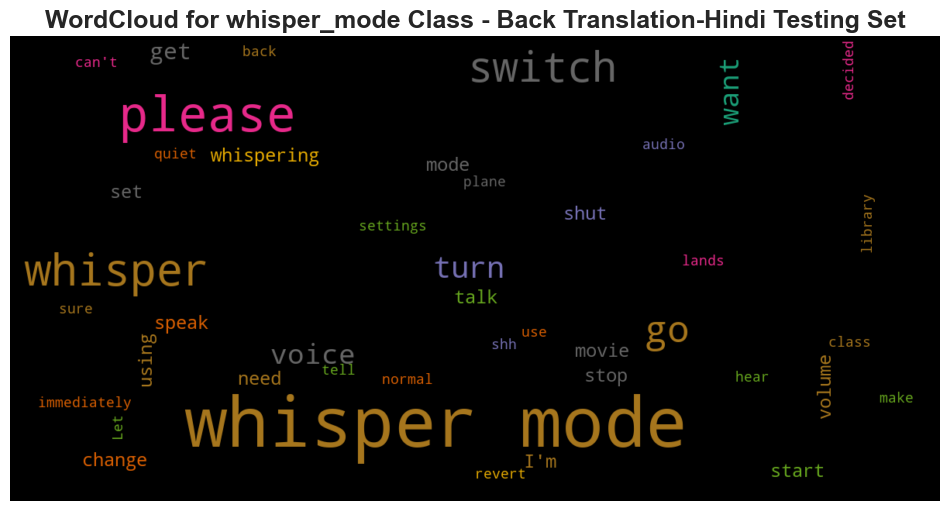 WordCloud for whisper_mode Class - Back Translation-Hindi Testing Set
can't
get
back
switch
want
decided
please
quiet
whispering
audio
mode
plane
set
shut
library
settings
whisper
turn
lands
talk
sure
speak
using
voice
tell
shh
use
go
movie
class
need
normal
stop
hear
volume
make
immediately
Let
whisper mode
change
I'm
revert
start